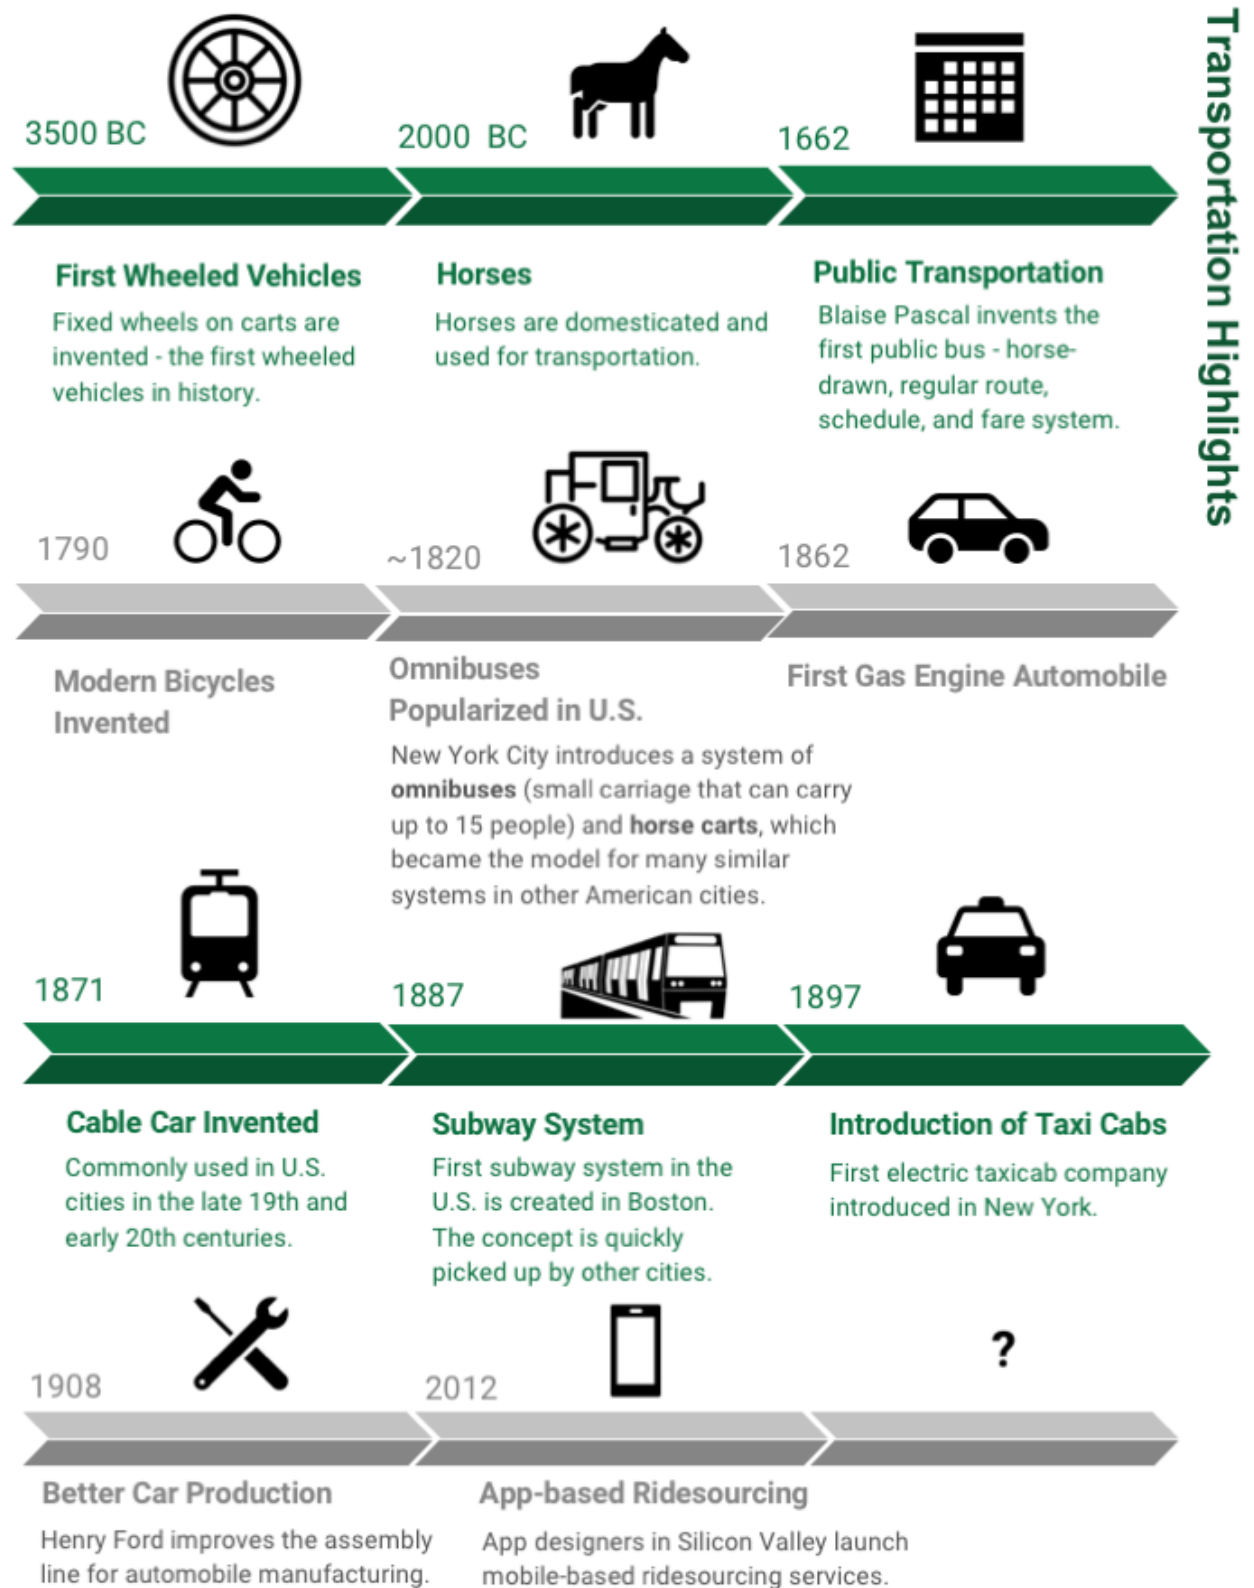 Transportation Highlights
3500 BC
2000 BC
1662
First Wheeled Vehicles
Fixed wheels on carts are
invented - the first wheeled
vehicles in history.
Horses
Horses are domesticated and
used for transportation.
Public Transportation
Blaise Pascal invents the
first public bus - horse-
drawn, regular route,
schedule, and fare system.
1790
~1820
1862
Modern Bicycles
Invented
Omnibuses
Popularized in U.S.
New York City introduces a system of
omnibuses (small carriage that can carry
up to 15 people) and horse carts, which
became the model for many similar
systems in other American cities.
First Gas Engine Automobile
1871
1887
1897
Cable Car Invented
Commonly used in U.S.
cities in the late 19th and
early 20th centuries.
Subway System
First subway system in the
U.S. is created in Boston.
The concept is quickly
picked up by other cities.
Introduction of Taxi Cabs
First electric taxicab company
introduced in New York.
1908
2012
?
Better Car Production
Henry Ford improves the assembly
line for automobile manufacturing.
App-based Ridesourcing
App designers in Silicon Valley launch
mobile-based ridesourcing services.